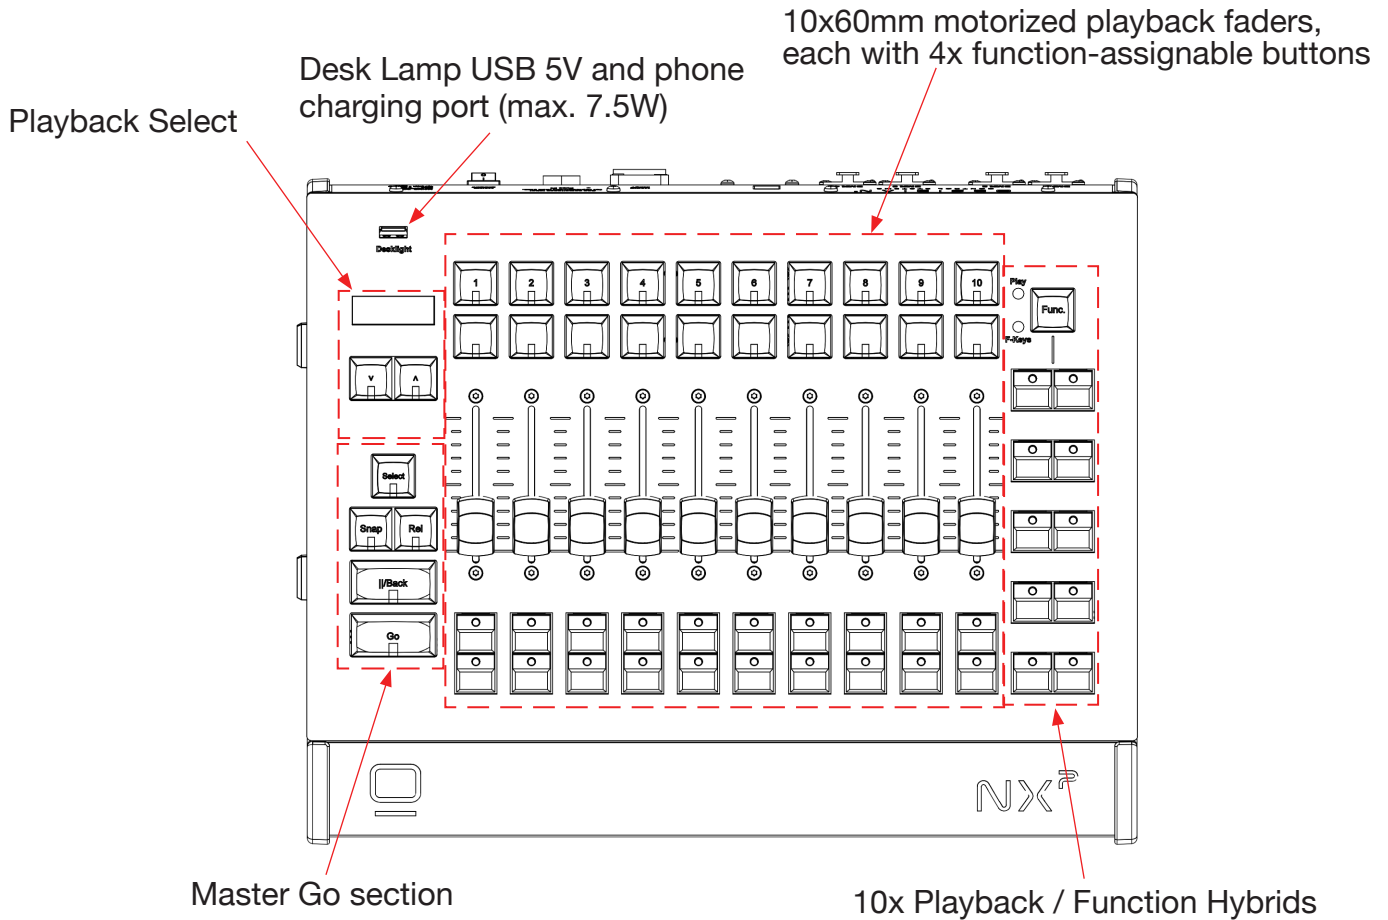 10x60mm motorized playback faders,
each with 4x function-assignable buttons
Desk Lamp USB 5V and phone
charging port (max. 7.5W)
Playback Select
Desklight
1 2 3 4 5 6 7 8 9 10
Play
Func.
F-Keys
v ʌ
Select
Snap Rel
||/Back
Go
NXP
Master Go section
10x Playback / Function Hybrids